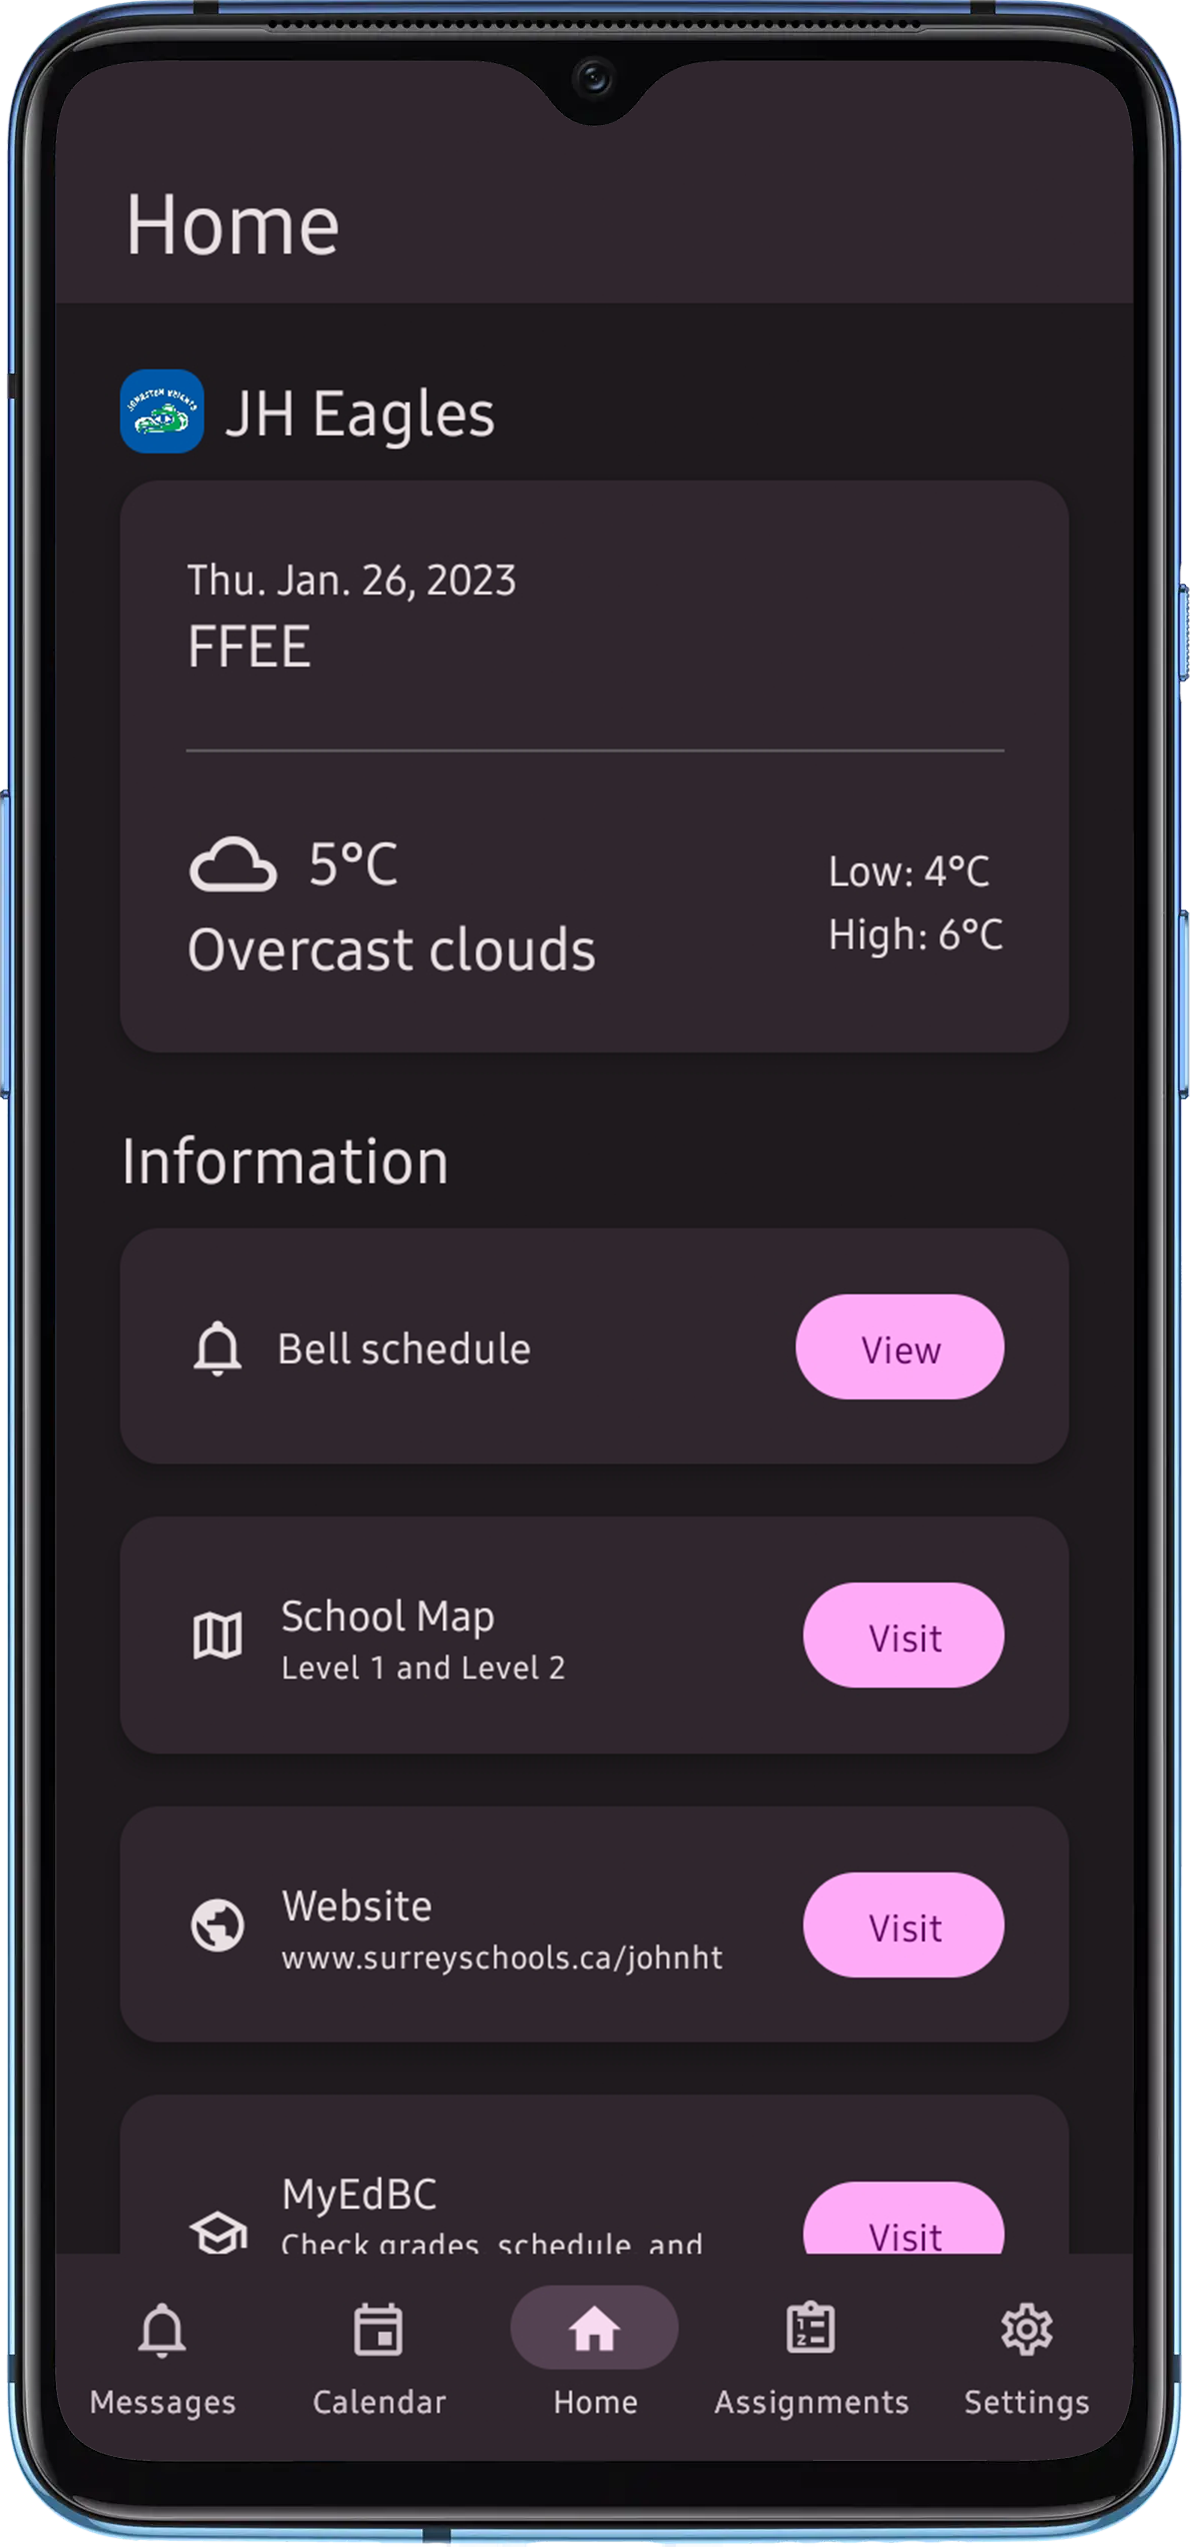 Home
JOHNSTON HEIGHTS
JH Eagles
Thu. Jan. 26, 2023
FFEE
5°C
Overcast clouds
Low: 4°C
High: 6°C
Information
Bell schedule
View
School Map
Level 1 and Level 2
Visit
Website
www.surreyschools.ca/johnht
Visit
MyEdBC
Check grades, schedule, and
Visit
Messages
Calendar
Home
Assignments
Settings